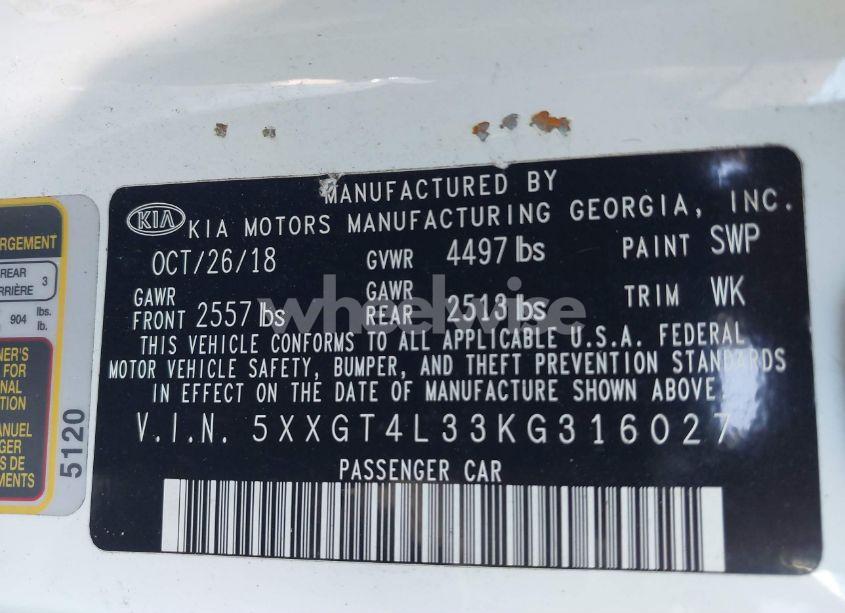 MANUFACTURED BY
KIA KIA MOTORS MANUFACTURING GEORGIA, INC.
OCT/26/18 GVWR 4497 lbs PAINT SWP
GAWR FRONT 2557 lbs GAWR REAR 2513 lbs TRIM WK
THIS VEHICLE CONFORMS TO ALL APPLICABLE U.S.A. FEDERAL
MOTOR VEHICLE SAFETY, BUMPER, AND THEFT PREVENTION STANDARDS
IN EFFECT ON THE DATE OF MANUFACTURE SHOWN ABOVE.
V.I.N. 5XXGT4L33KG316027
PASSENGER CAR
wheelwise
REAR
3
904 lbs.
lb.
5120